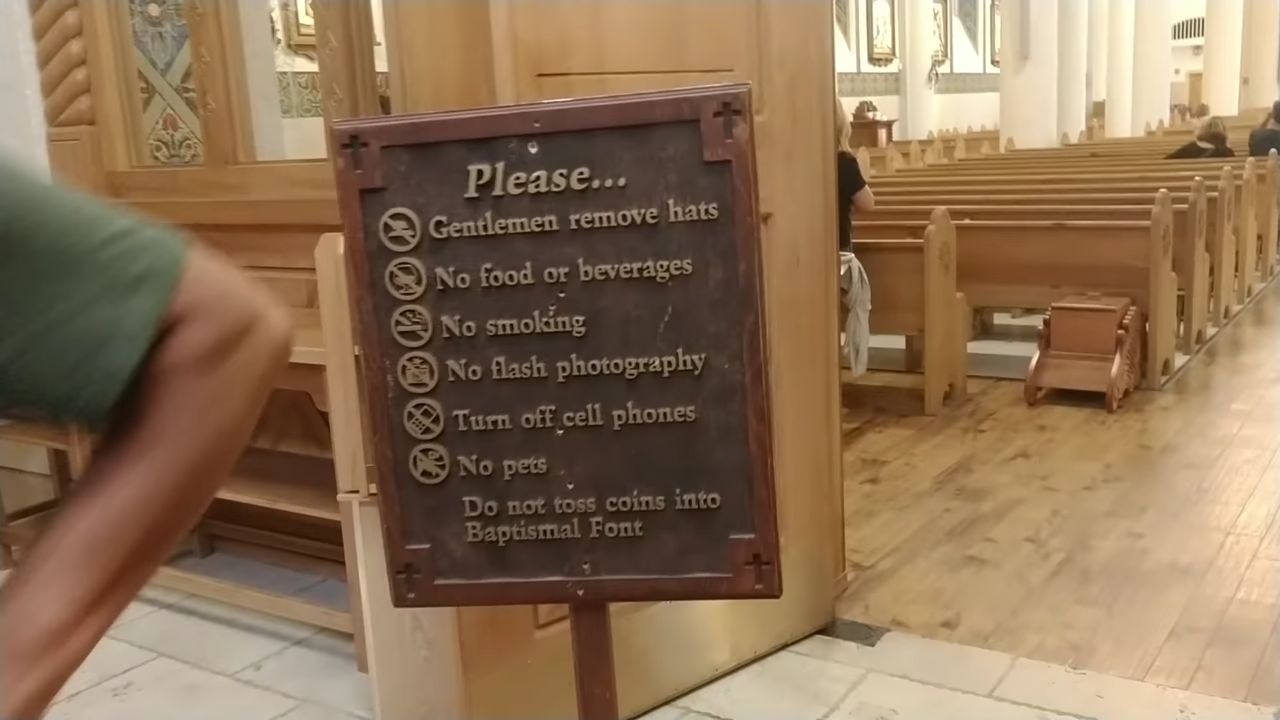 Please...
Gentlemen remove hats
No food or beverages
No smoking
No flash photography
Turn off cell phones
No pets
Do not toss coins into
Baptismal Font